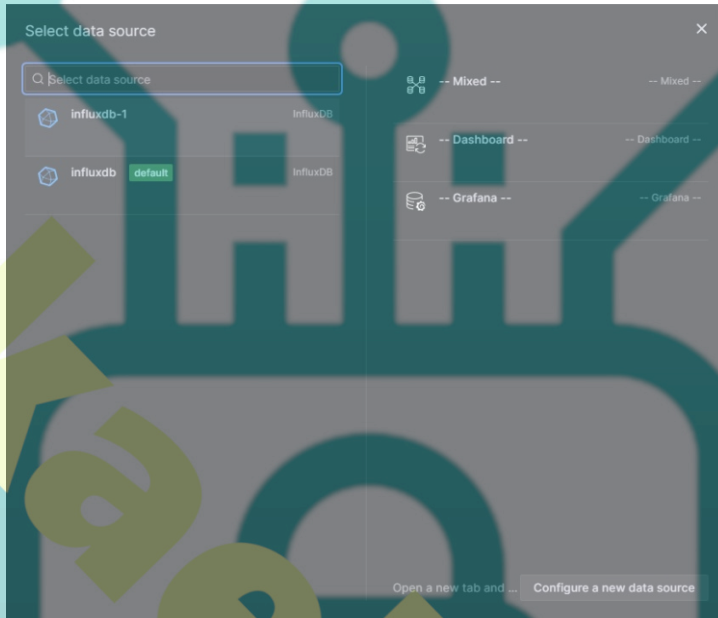 Select data source
Select data source
influxdb-1 InfluxDB
influxdb default InfluxDB
-- Mixed -- -- Mixed --
-- Dashboard -- -- Dashboard --
-- Grafana -- -- Grafana --
Open a new tab and ... Configure a new data source